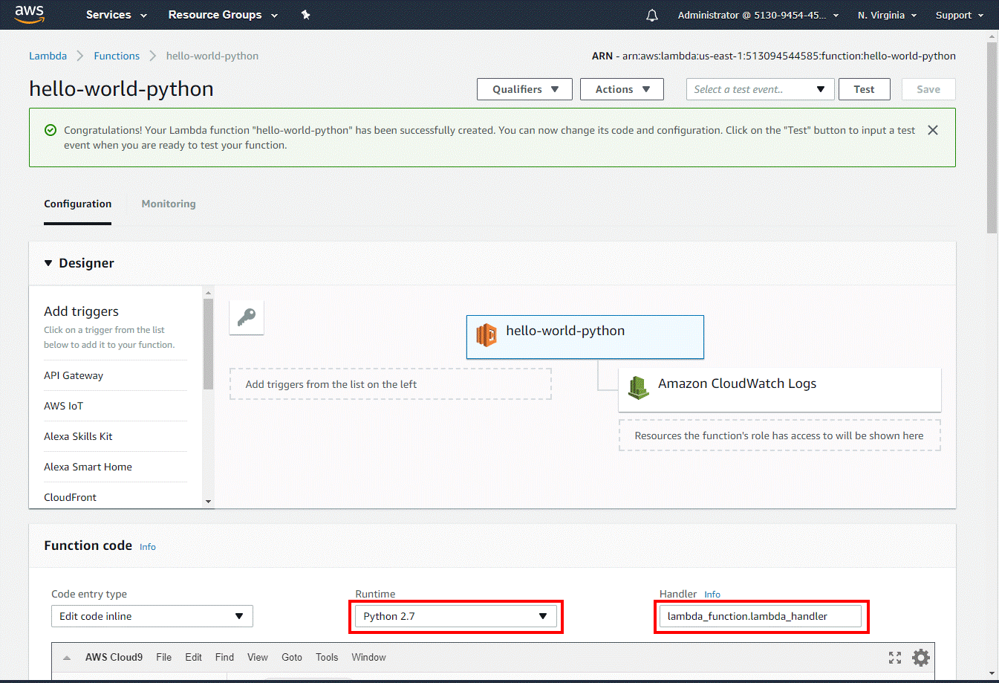 aws Services Resource Groups Administrator @ 5130-9454-45... N. Virginia Support
Lambda Functions hello-world-python ARN - arn:aws:lambda:us-east-1:513094544585:function:hello-world-python
hello-world-python Qualifiers Actions Select a test event.. Test Save
Congratulations! Your Lambda function "hello-world-python" has been successfully created. You can now change its code and configuration. Click on the "Test" button to input a test
event when you are ready to test your function.
Configuration Monitoring
Designer
Add triggers
Click on a trigger from the list
below to add it to your function.
API Gateway
AWS IoT
Alexa Skills Kit
Alexa Smart Home
CloudFront
hello-world-python
Add triggers from the list on the left
Amazon CloudWatch Logs
Resources the function's role has access to will be shown here
Function code Info
Code entry type Runtime Handler Info
Edit code inline Python 2.7 lambda_function.lambda_handler
AWS Cloud9 File Edit Find View Goto Tools Window